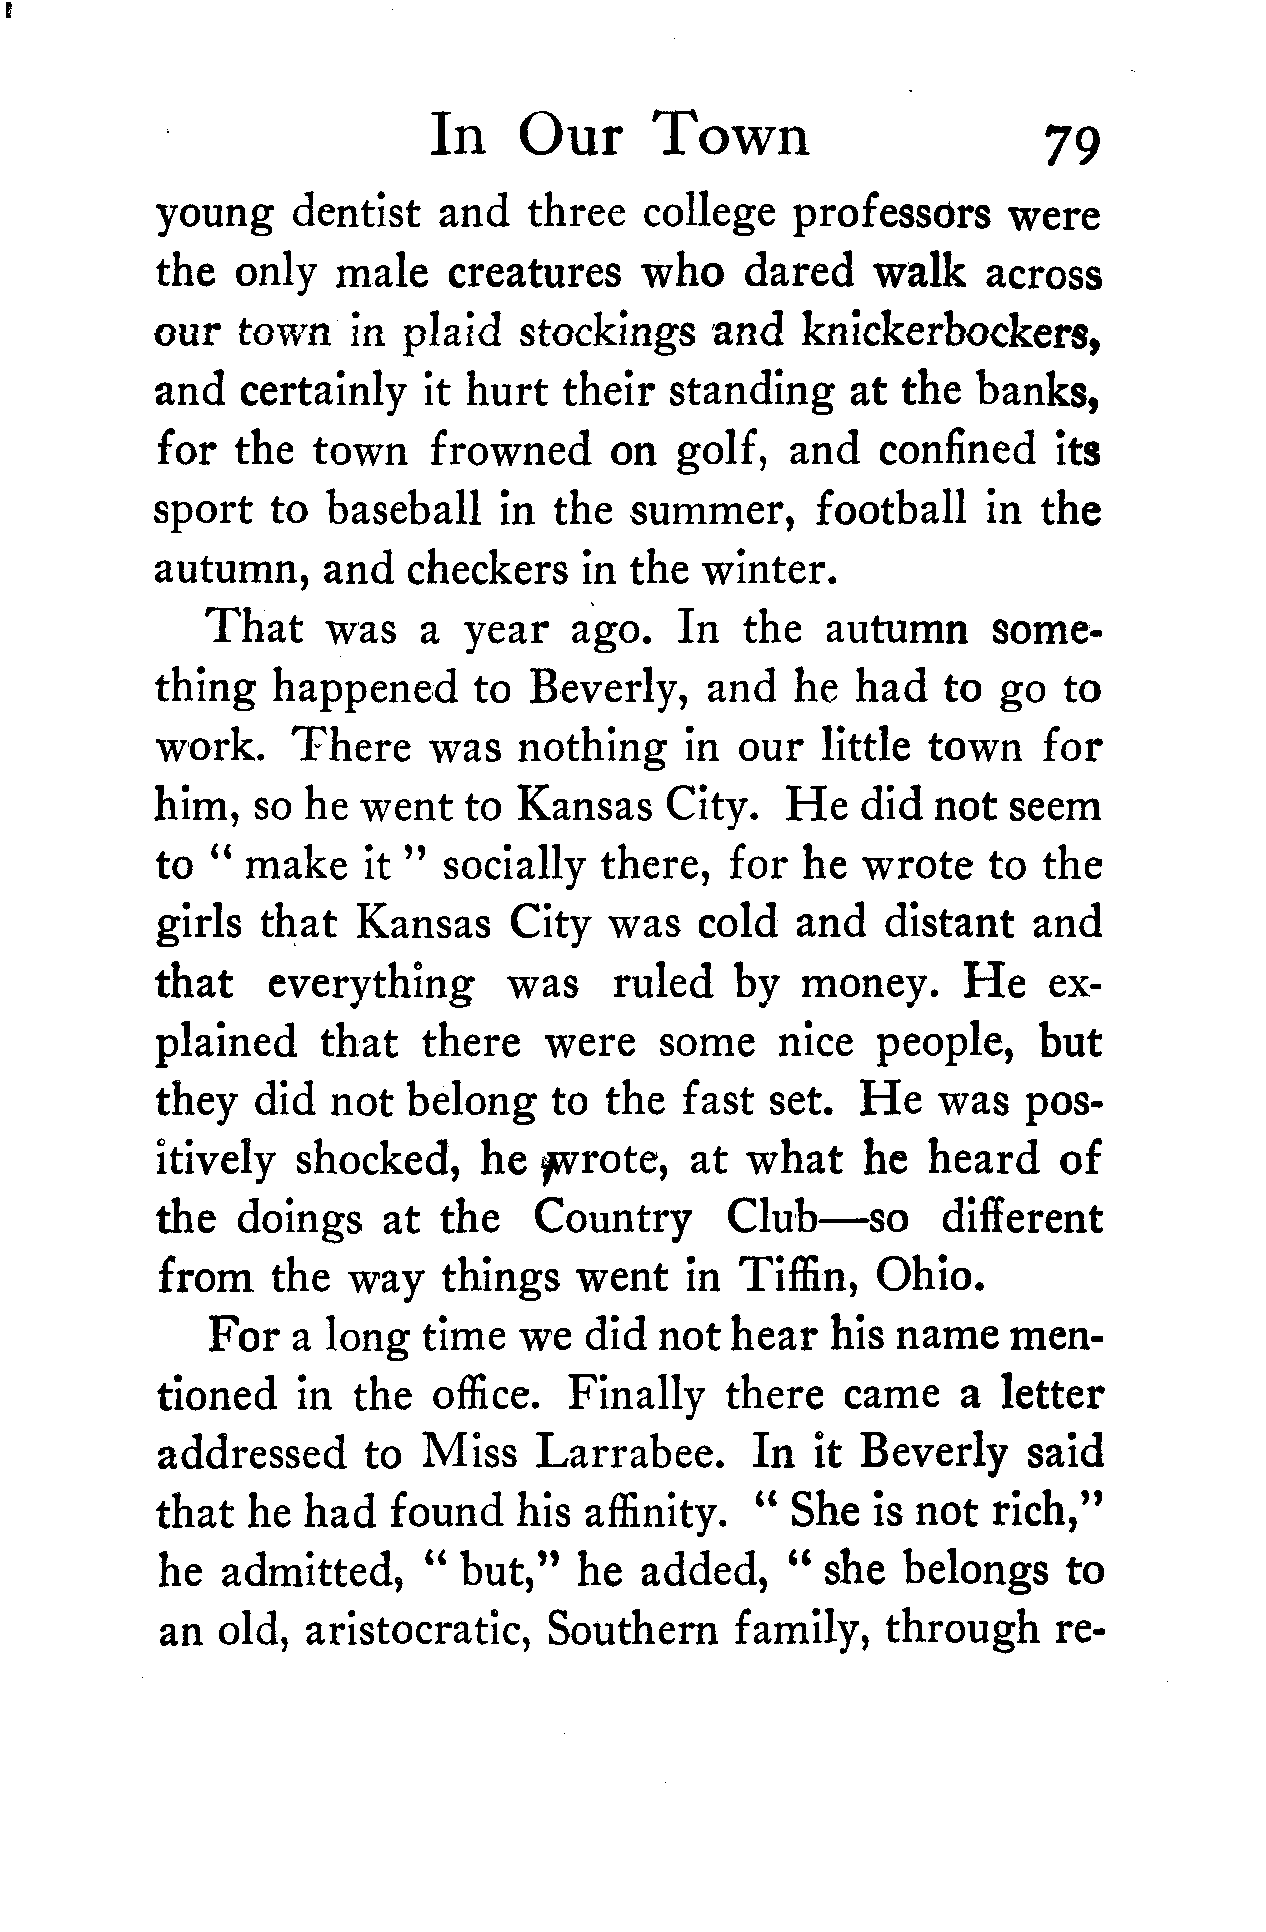 In Our Town 79
young dentist and three college professors were
the only male creatures who dared walk across
our town in plaid stockings and knickerbockers,
and certainly it hurt their standing at the banks,
for the town frowned on golf, and confined its
sport to baseball in the summer, football in the
autumn, and checkers in the winter.
That was a year ago. In the autumn some-
thing happened to Beverly, and he had to go to
work. There was nothing in our little town for
him, so he went to Kansas City. He did not seem
to “ make it ” socially there, for he wrote to the
girls that Kansas City was cold and distant and
that everything was ruled by money. He ex-
plained that there were some nice people, but
they did not belong to the fast set. He was pos-
itively shocked, he wrote, at what he heard of
the doings at the Country Club—so different
from the way things went in Tiffin, Ohio.
For a long time we did not hear his name men-
tioned in the office. Finally there came a letter
addressed to Miss Larrabee. In it Beverly said
that he had found his affinity. “ She is not rich,”
he admitted, “ but,” he added, “ she belongs to
an old, aristocratic, Southern family, through re-